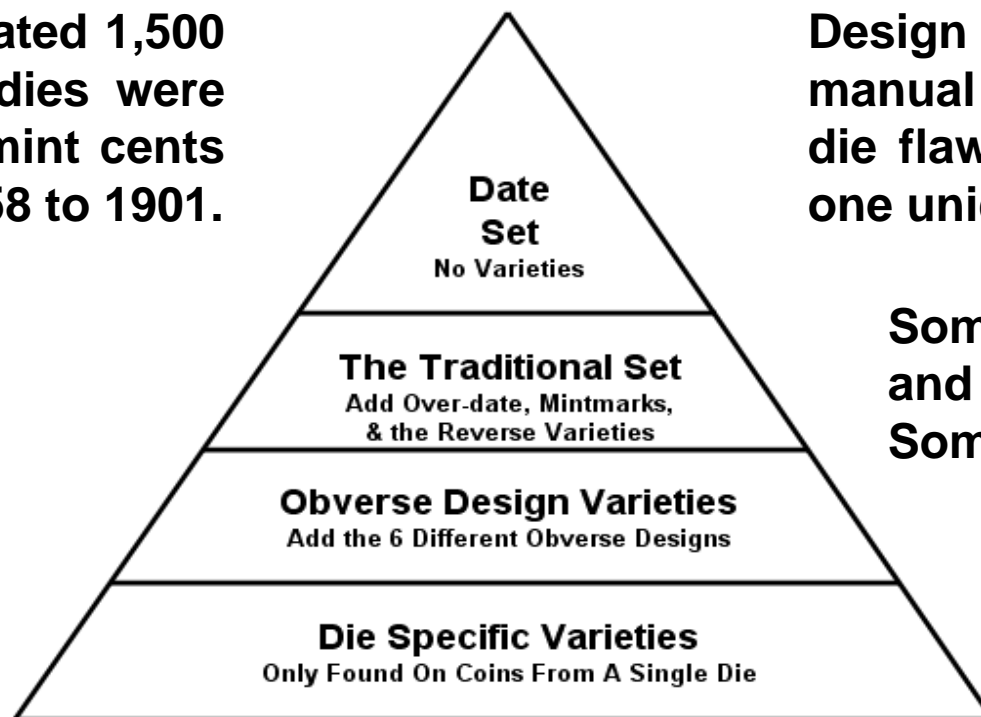 ated 1,500
dies were
mint cents
58 to 1901.
Design
manual
die flaw
one uni
Som
and
Som
Date
Set
No Varieties
The Traditional Set
Add Over-date, Mintmarks,
& the Reverse Varieties
Obverse Design Varieties
Add the 6 Different Obverse Designs
Die Specific Varieties
Only Found On Coins From A Single Die